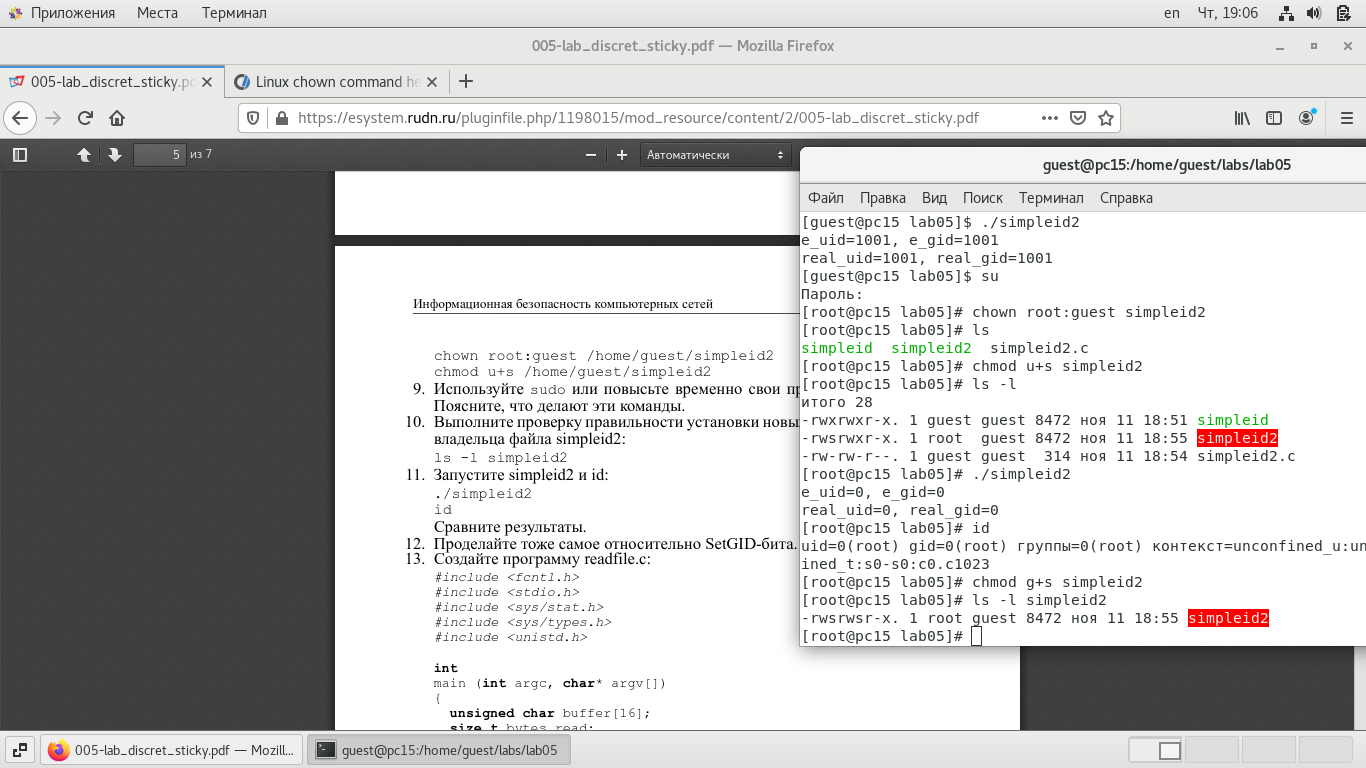 Приложения Места Терминал en Чт, 19:06
005-lab_discret_sticky.pdf — Mozilla Firefox
005-lab_discret_sticky.pd Linux chown command he
https://esystem.rudn.ru/pluginfile.php/1198015/mod_resource/content/2/005-lab_discret_sticky.pdf
5 из 7 Автоматически
Информационная безопасность компьютерных сетей
chown root:guest /home/guest/simpleid2
chmod u+s /home/guest/simpleid2
9. Используйте sudo или повысьте временно свои
Поясните, что делают эти команды.
10. Выполните проверку правильности установки
владельца файла simpleid2:
ls -l simpleid2
11. Запустите simpleid2 и id:
./simpleid2
id
Сравните результаты.
12. Проделайте тоже самое относительно SetGID-бита.
13. Создайте программу readfile.c:
#include <fcntl.h>
#include <stdio.h>
#include <sys/stat.h>
#include <sys/types.h>
#include <unistd.h>
int
main (int argc, char* argv[])
{
unsigned char buffer[16];
size_t bytes_read;
guest@pc15:/home/guest/labs/lab05
Файл Правка Вид Поиск Терминал Справка
[guest@pc15 lab05]$ ./simpleid2
e_uid=1001, e_gid=1001
real_uid=1001, real_gid=1001
[guest@pc15 lab05]$ su
Пароль:
[root@pc15 lab05]# chown root:guest simpleid2
[root@pc15 lab05]# ls
simpleid simpleid2 simpleid2.c
[root@pc15 lab05]# chmod u+s simpleid2
[root@pc15 lab05]# ls -l
итого 28
-rwxrwxr-x. 1 guest guest 8472 ноя 11 18:51 simpleid
-rwsrwxr-x. 1 root guest 8472 ноя 11 18:55 simpleid2
-rw-rw-r--. 1 guest guest 314 ноя 11 18:54 simpleid2.c
[root@pc15 lab05]# ./simpleid2
e_uid=0, e_gid=0
real_uid=0, real_gid=0
[root@pc15 lab05]# id
uid=0(root) gid=0(root) группы=0(root) контекст=unconfined_u:un
ined_t:s0-s0:c0.c1023
[root@pc15 lab05]# chmod g+s simpleid2
[root@pc15 lab05]# ls -l simpleid2
-rwsrwsr-x. 1 root guest 8472 ноя 11 18:55 simpleid2
[root@pc15 lab05]#
005-lab_discret_sticky.pdf — Mozill... guest@pc15:/home/guest/labs/lab05